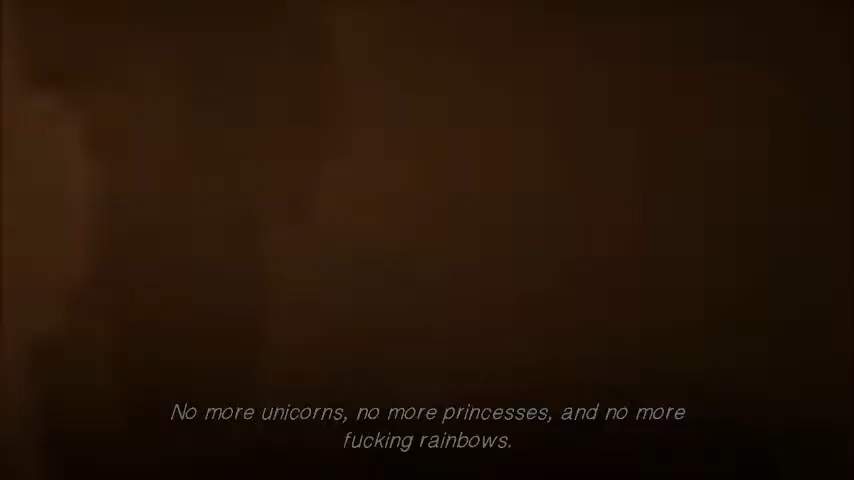 No more unicorns, no more princesses, and no more
fucking rainbows.